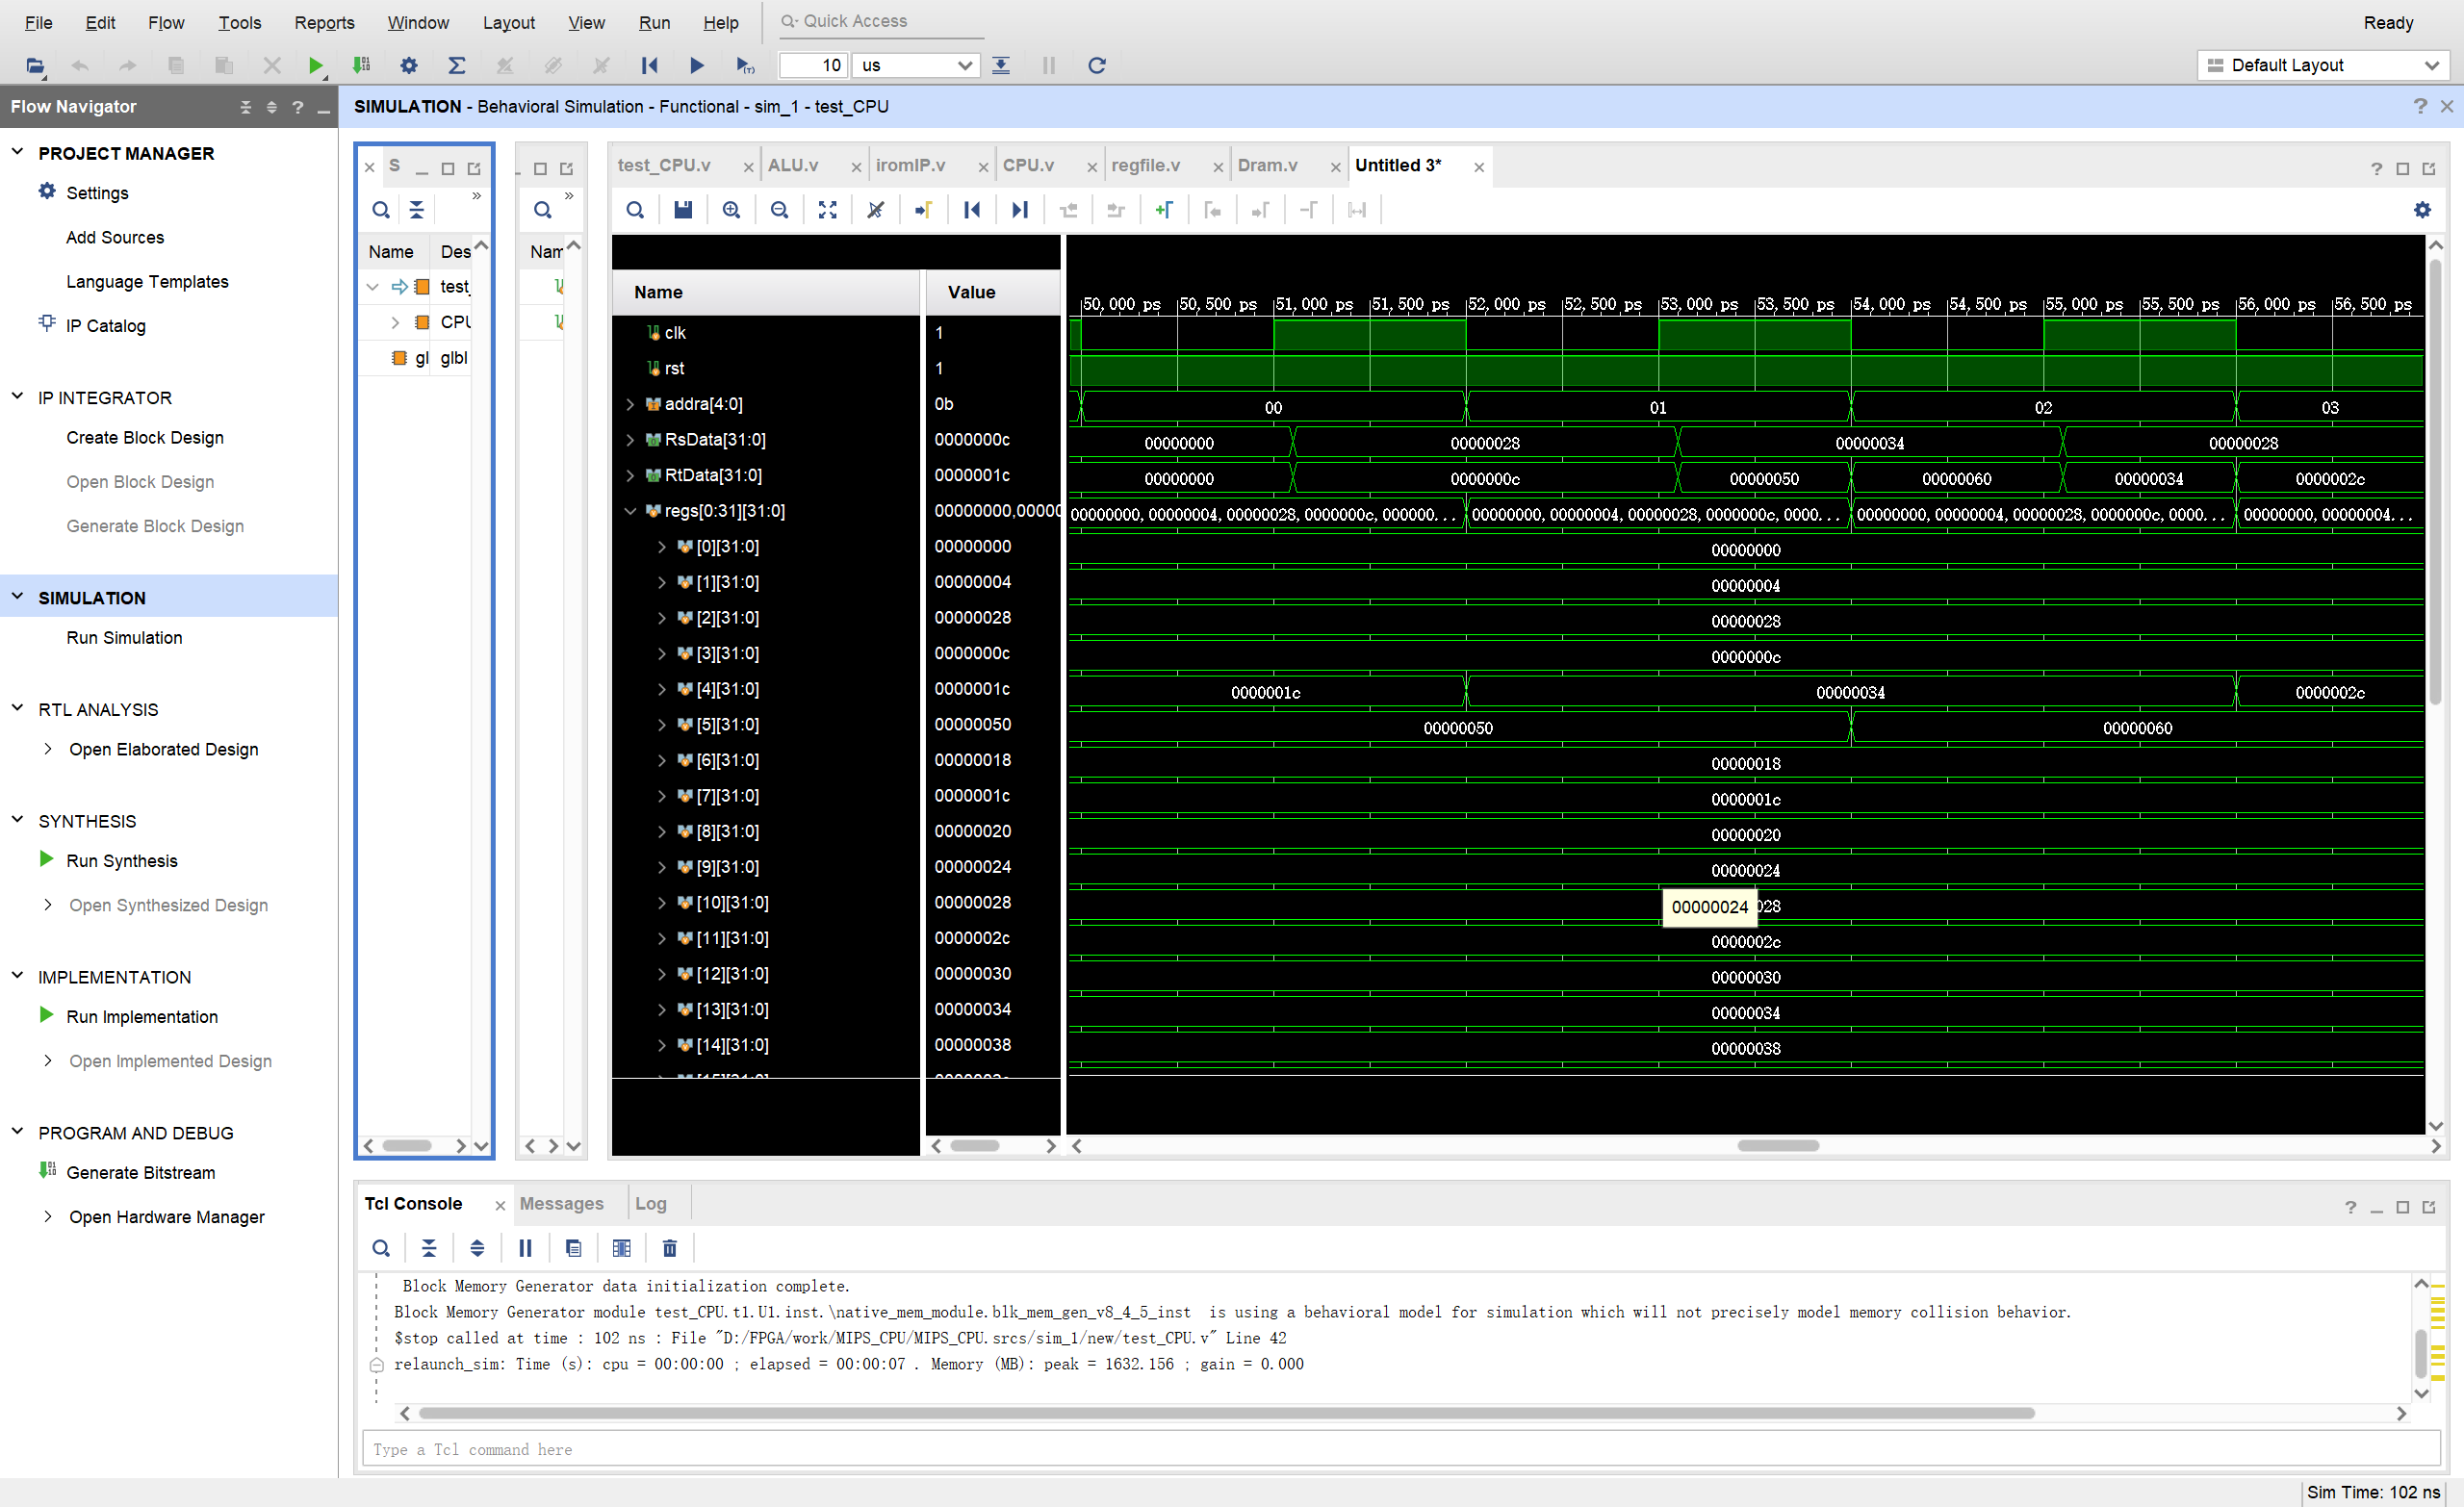 File Edit Flow Tools Reports Window Layout View Run Help Quick Access Ready
10 us Default Layout
Flow Navigator
SIMULATION - Behavioral Simulation - Functional - sim_1 - test_CPU
PROJECT MANAGER
Settings
Add Sources
Language Templates
IP Catalog
IP INTEGRATOR
Create Block Design
Open Block Design
Generate Block Design
SIMULATION
Run Simulation
RTL ANALYSIS
Open Elaborated Design
SYNTHESIS
Run Synthesis
Open Synthesized Design
IMPLEMENTATION
Run Implementation
Open Implemented Design
PROGRAM AND DEBUG
Generate Bitstream
Open Hardware Manager
S
Name Des
test_
CPU
gl glbl
Nam
test_CPU.v ALU.v iromIP.v CPU.v regfile.v Dram.v Untitled 3*
Name Value
50,000 ps 50,500 ps 51,000 ps 51,500 ps 52,000 ps 52,500 ps 53,000 ps 53,500 ps 54,000 ps 54,500 ps 55,000 ps 55,500 ps 56,000 ps 56,500 ps
clk 1
rst 1
addra[4:0] 0b 00 01 02 03
RsData[31:0] 0000000c 00000000 00000028 00000034 00000028
RtData[31:0] 0000001c 00000000 0000000c 00000050 00000060 00000034 0000002c
regs[0:31][31:0] 00000000,00000 00000000,00000004,00000028,0000000c,000000... 00000000,00000004,00000028,0000000c,0000... 00000000,00000004,00000028,0000000c,0000... 00000000,00000004...
[0][31:0] 00000000 00000000
[1][31:0] 00000004 00000004
[2][31:0] 00000028 00000028
[3][31:0] 0000000c 0000000c
[4][31:0] 0000001c 0000001c 00000034 0000002c
[5][31:0] 00000050 00000050 00000060
[6][31:0] 00000018 00000018
[7][31:0] 0000001c 0000001c
[8][31:0] 00000020 00000020
[9][31:0] 00000024 00000024
[10][31:0] 00000028 00000024 028
[11][31:0] 0000002c 0000002c
[12][31:0] 00000030 00000030
[13][31:0] 00000034 00000034
[14][31:0] 00000038 00000038
Tcl Console Messages Log
Block Memory Generator data initialization complete.
Block Memory Generator module test_CPU.t1.U1.inst.\native_mem_module.blk_mem_gen_v8_4_5_inst is using a behavioral model for simulation which will not precisely model memory collision behavior.
$stop called at time : 102 ns : File "D:/FPGA/work/MIPS_CPU/MIPS_CPU.srcs/sim_1/new/test_CPU.v" Line 42
relaunch_sim: Time (s): cpu = 00:00:00 ; elapsed = 00:00:07 . Memory (MB): peak = 1632.156 ; gain = 0.000
Type a Tcl command here
Sim Time: 102 ns